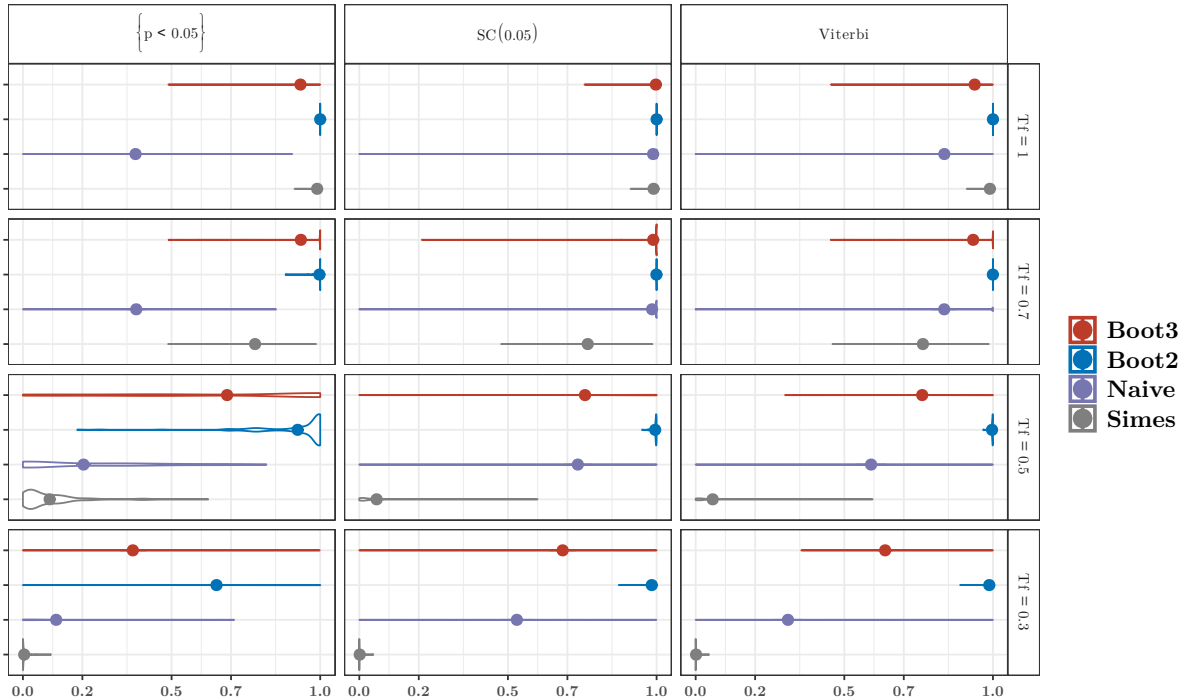 {p < 0.05}
SC(0.05)
Viterbi
Tf = 1
Tf = 0.7
Tf = 0.5
Tf = 0.3
0.0 0.2 0.5 0.7 1.0
0.0 0.2 0.5 0.7 1.0
0.0 0.2 0.5 0.7 1.0
Boot3
Boot2
Naive
Simes